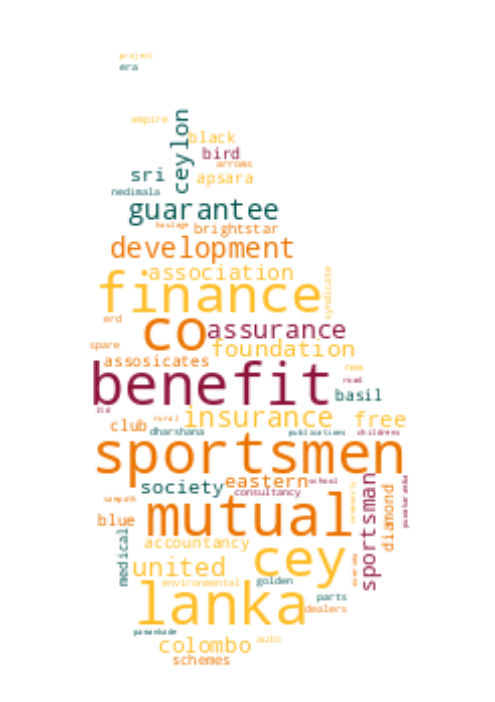 project
era
empire
ceylon
black
bird
arrows
sri
apsara
nedimala
guarantee
haulage
brightstar
development
association
finance
syndicate
erd
co
assurance
spare
foundation
assosicates
benefit
new
road
basil
ltd
insurance
rural
free
club
dharshana
publications
childrens
sportsmen
eastern
school
society
consultancy
sampath
mutual
sportsman
diamond
blue
medical
accountancy
cey
united
environmental
golden
lanka
parts
dealers
colombo
auto
schemes